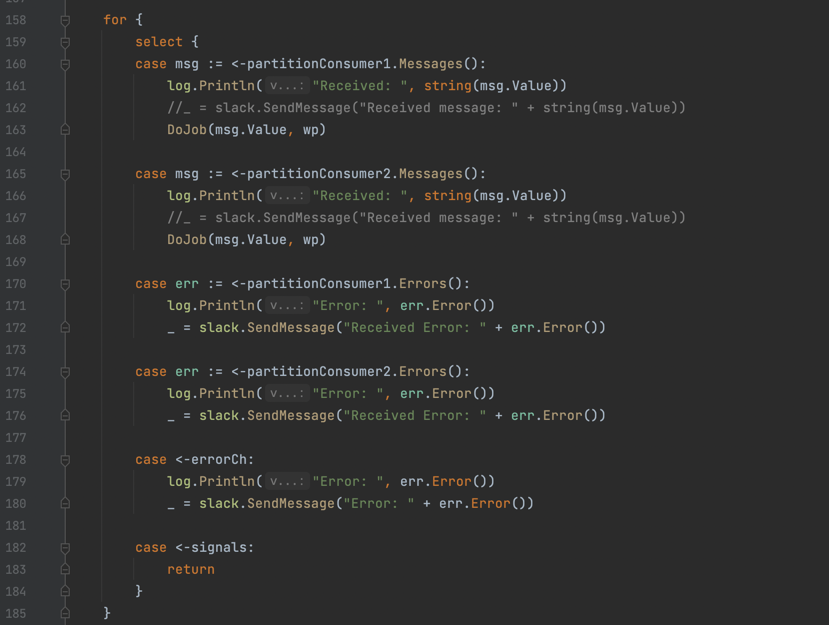 158 for {
159 select {
160 case msg := <-partitionConsumer1.Messages():
161 log.Println( v...: "Received: ", string(msg.Value))
162 //_ = slack.SendMessage("Received message: " + string(msg.Value))
163 DoJob(msg.Value, wp)
164
165 case msg := <-partitionConsumer2.Messages():
166 log.Println( v...: "Received: ", string(msg.Value))
167 //_ = slack.SendMessage("Received message: " + string(msg.Value))
168 DoJob(msg.Value, wp)
169
170 case err := <-partitionConsumer1.Errors():
171 log.Println( v...: "Error: ", err.Error())
172 _ = slack.SendMessage("Received Error: " + err.Error())
173
174 case err := <-partitionConsumer2.Errors():
175 log.Println( v...: "Error: ", err.Error())
176 _ = slack.SendMessage("Received Error: " + err.Error())
177
178 case <-errorCh:
179 log.Println( v...: "Error: ", err.Error())
180 _ = slack.SendMessage("Error: " + err.Error())
181
182 case <-signals:
183 return
184 }
185 }